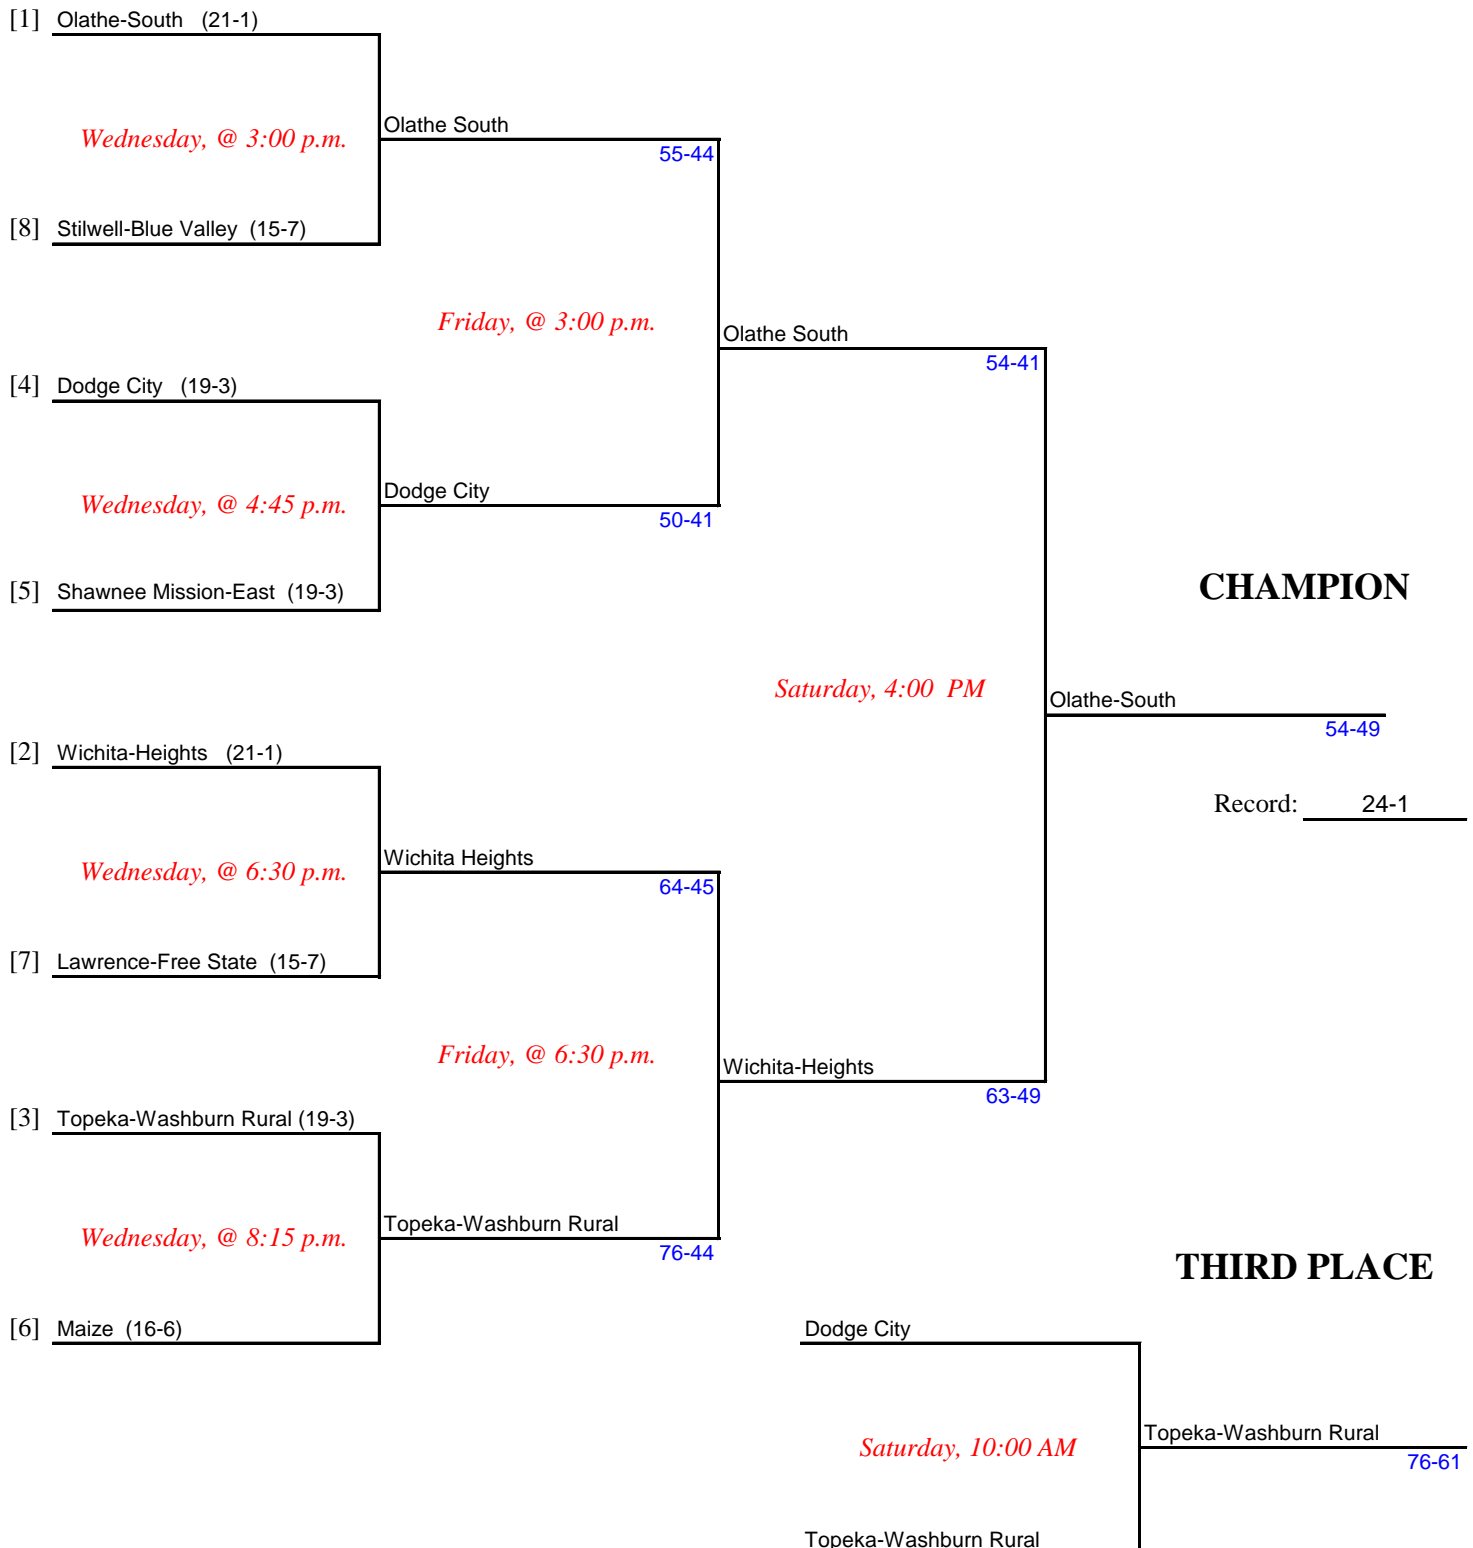 [1] Olathe-South (21-1)
Olathe South
Wednesday, @ 3:00 p.m.
55-44
[8] Stilwell-Blue Valley (15-7)
Friday, @ 3:00 p.m.
Olathe South
54-41
[4] Dodge City (19-3)
Dodge City
Wednesday, @ 4:45 p.m.
50-41
[5] Shawnee Mission-East (19-3)
CHAMPION
Saturday, 4:00 PM
Olathe-South
54-49
[2] Wichita-Heights (21-1)
Record: 24-1
Wichita Heights
Wednesday, @ 6:30 p.m.
64-45
[7] Lawrence-Free State (15-7)
Friday, @ 6:30 p.m.
Wichita-Heights
63-49
[3] Topeka-Washburn Rural (19-3)
Topeka-Washburn Rural
Wednesday, @ 8:15 p.m.
76-44
THIRD PLACE
[6] Maize (16-6)
Dodge City
Topeka-Washburn Rural
Saturday, 10:00 AM
76-61
Topeka-Washburn Rural